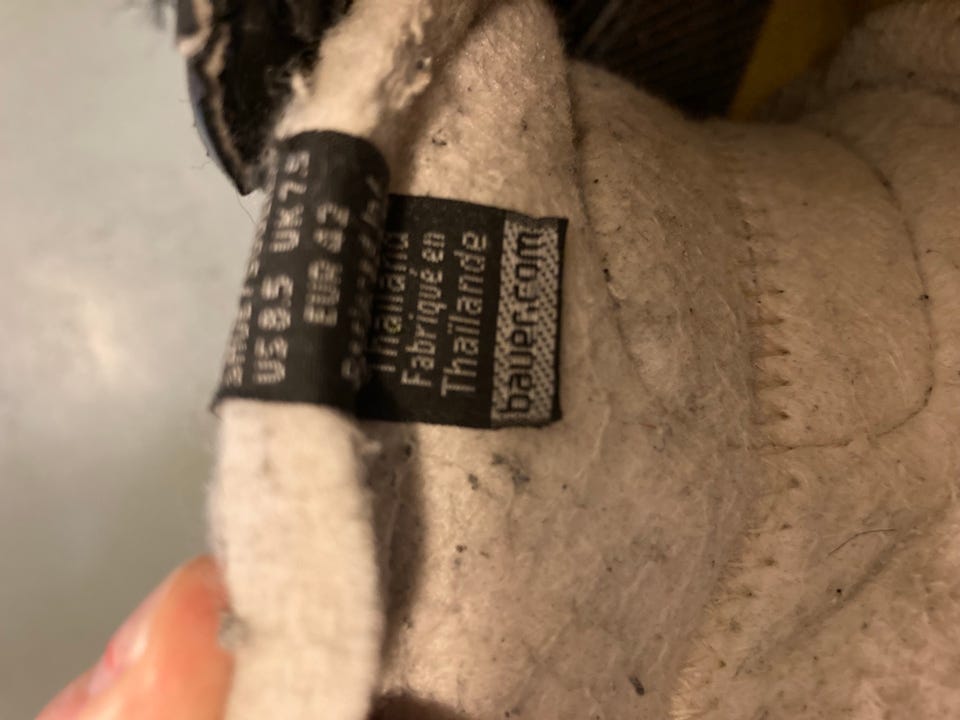 US 8.5 UK 7.5
EUR 42
Thailand
Fabriqué en
Thaïlande
bauer.com